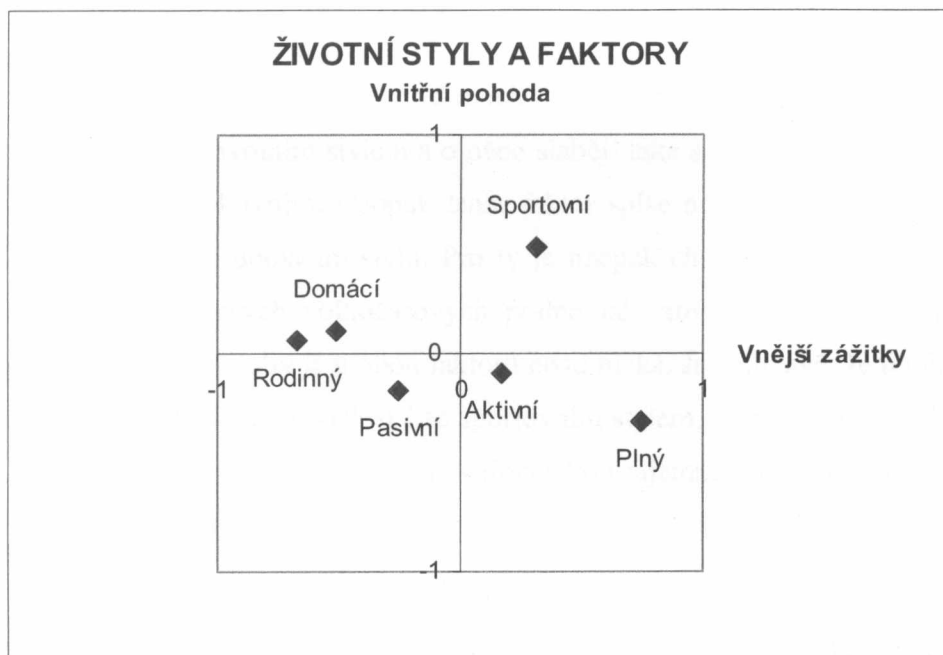 ŽIVOTNÍ STYLY A FAKTORY
Vnitřní pohoda
1
Sportovní
Domácí
0
Vnější zážitky
-1
Rodinný
0
1
Pasivní
Aktivní
Plný
-1